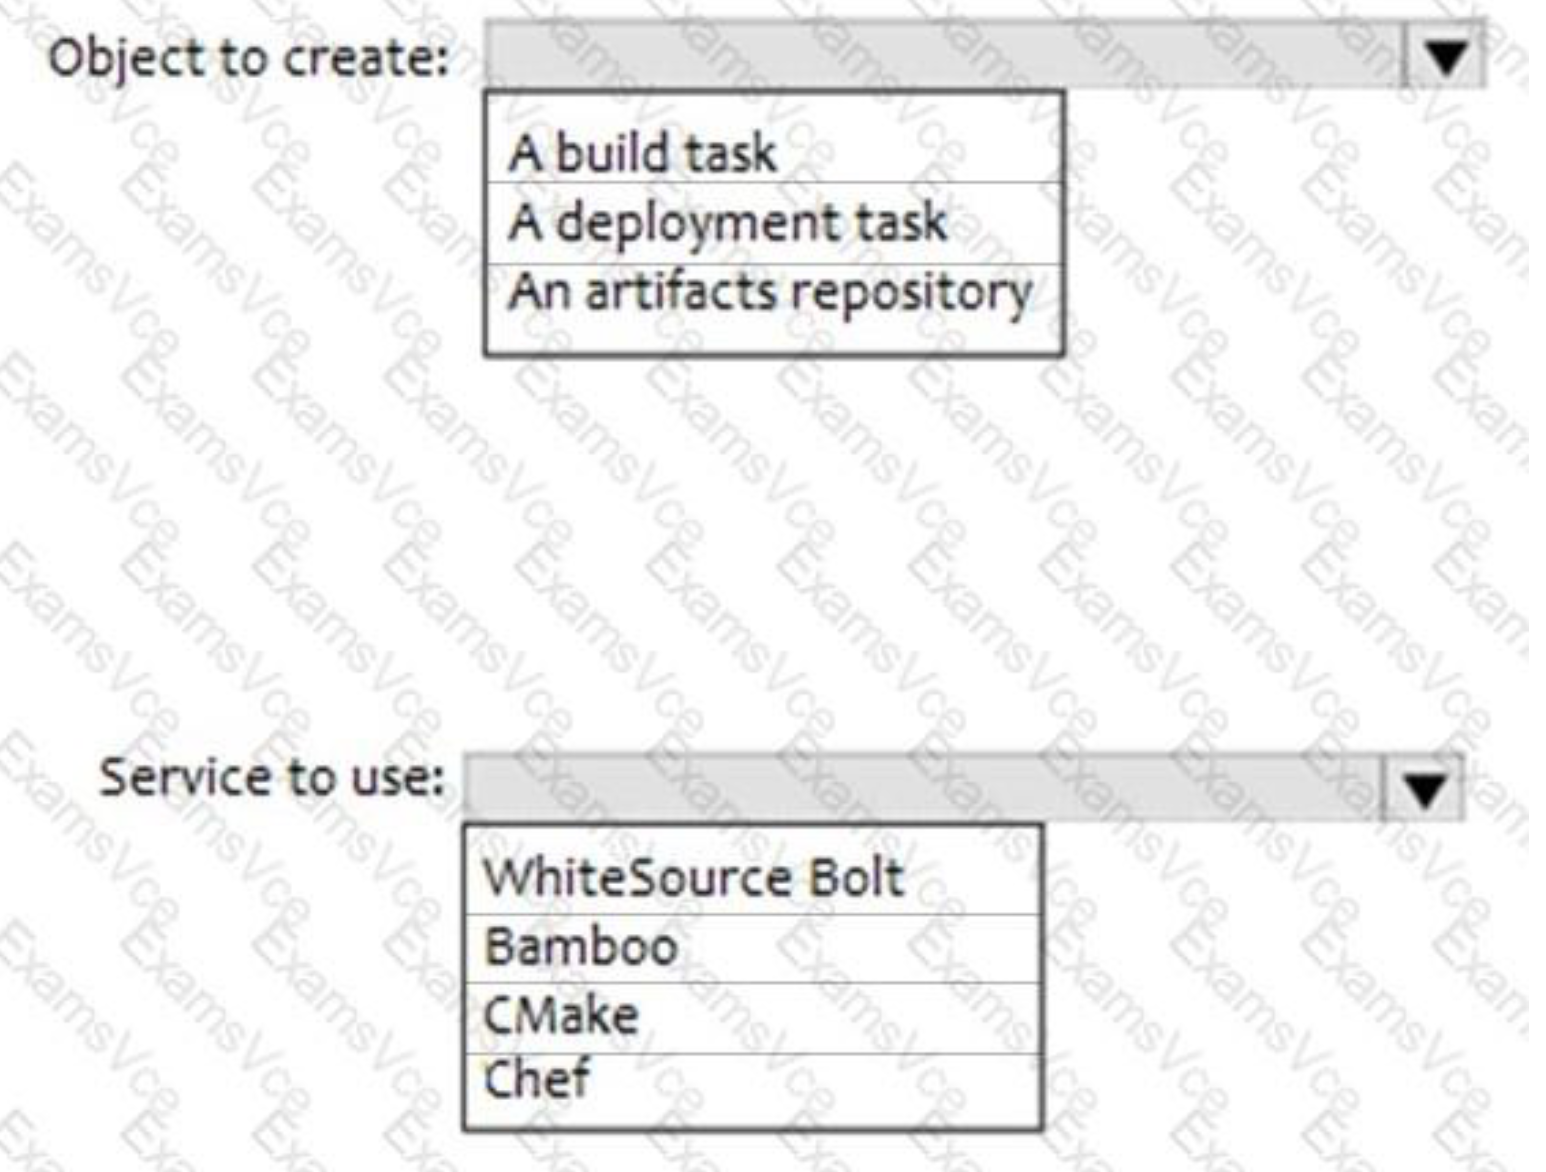 Object to create:
A build task
A deployment task
An artifacts repository
Service to use:
WhiteSource Bolt
Bamboo
CMake
Chef